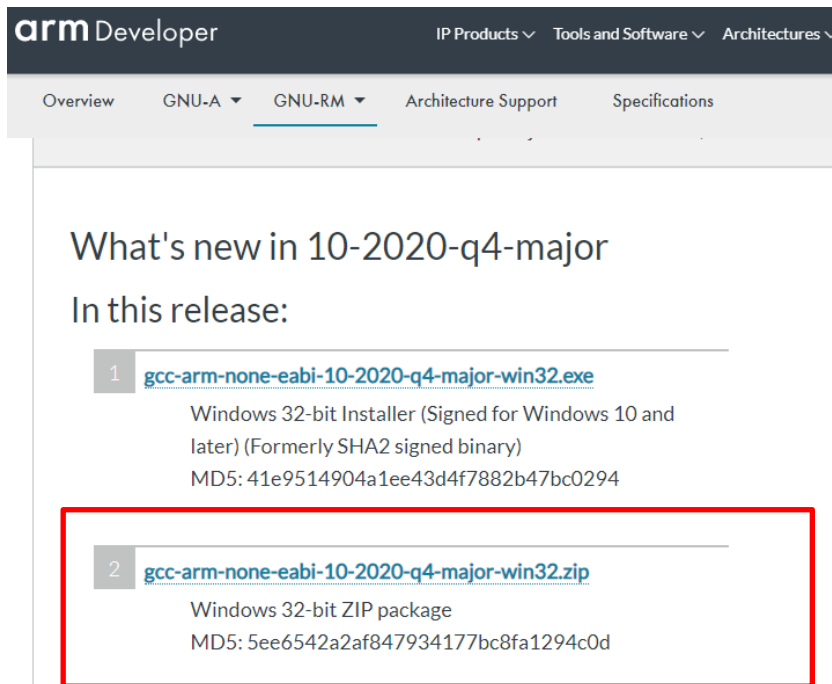 arm Developer
IP Products Tools and Software Architectures
Overview GNU-A GNU-RM Architecture Support Specifications
What's new in 10-2020-q4-major
In this release:
1 gcc-arm-none-eabi-10-2020-q4-major-win32.exe
Windows 32-bit Installer (Signed for Windows 10 and
later) (Formerly SHA2 signed binary)
MD5: 41e9514904a1ee43d4f7882b47bc0294
2 gcc-arm-none-eabi-10-2020-q4-major-win32.zip
Windows 32-bit ZIP package
MD5: 5ee6542a2af847934177bc8fa1294c0d